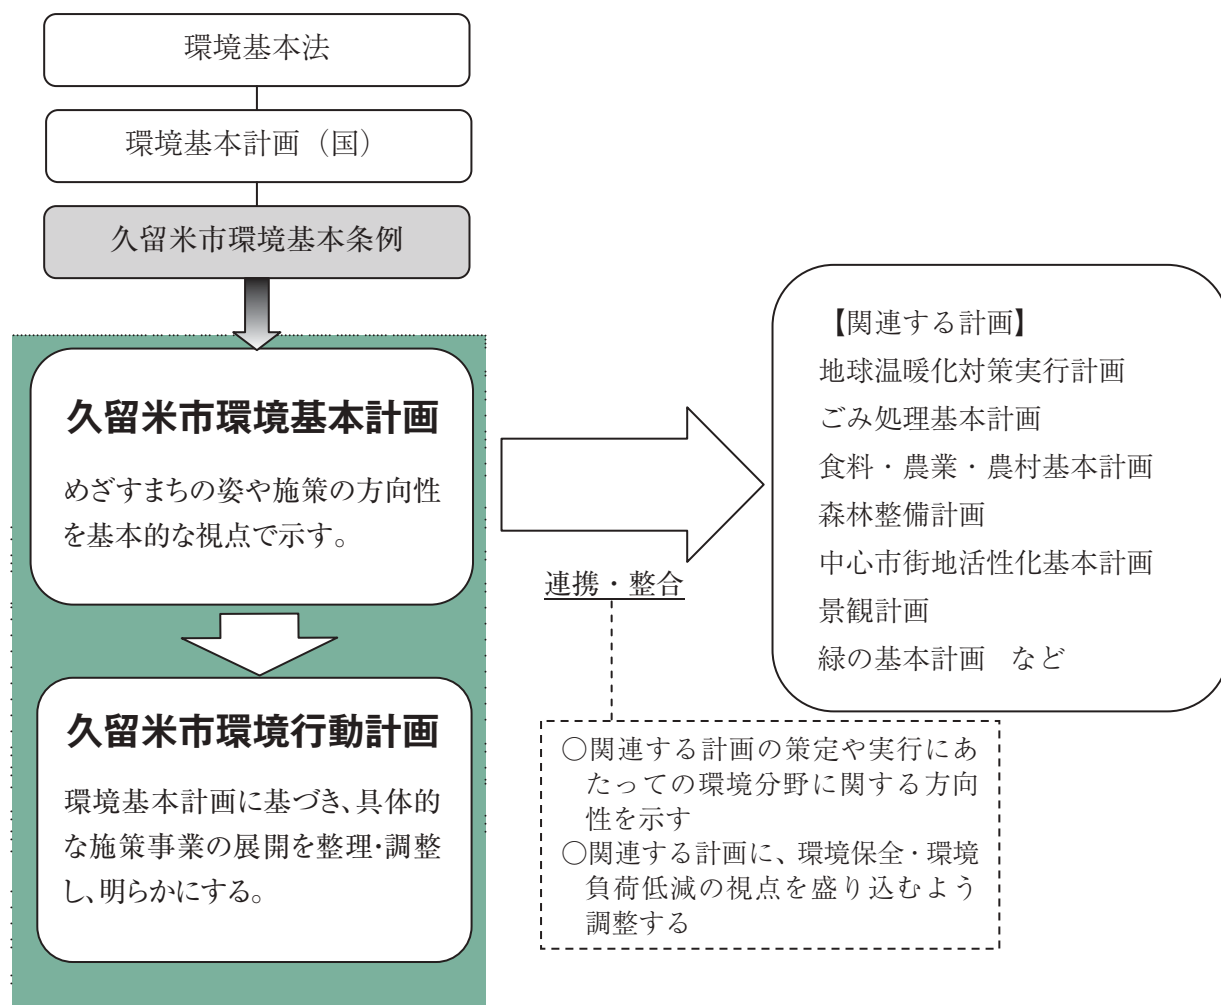 環境基本法
環境基本計画（国）
久留米市環境基本条例
久留米市環境基本計画
めざすまちの姿や施策の方向性
を基本的な視点で示す。
久留米市環境行動計画
環境基本計画に基づき、具体的
な施策事業の展開を整理・調整
し、明らかにする。
連携・整合
○関連する計画の策定や実行にあ
たっての環境分野に関する方向
性を示す
○関連する計画に、環境保全・環境
負荷低減の視点を盛り込むよう
調整する
【関連する計画】
地球温暖化対策実行計画
ごみ処理基本計画
食料・農業・農村基本計画
森林整備計画
中心市街地活性化基本計画
景観計画
緑の基本計画　など